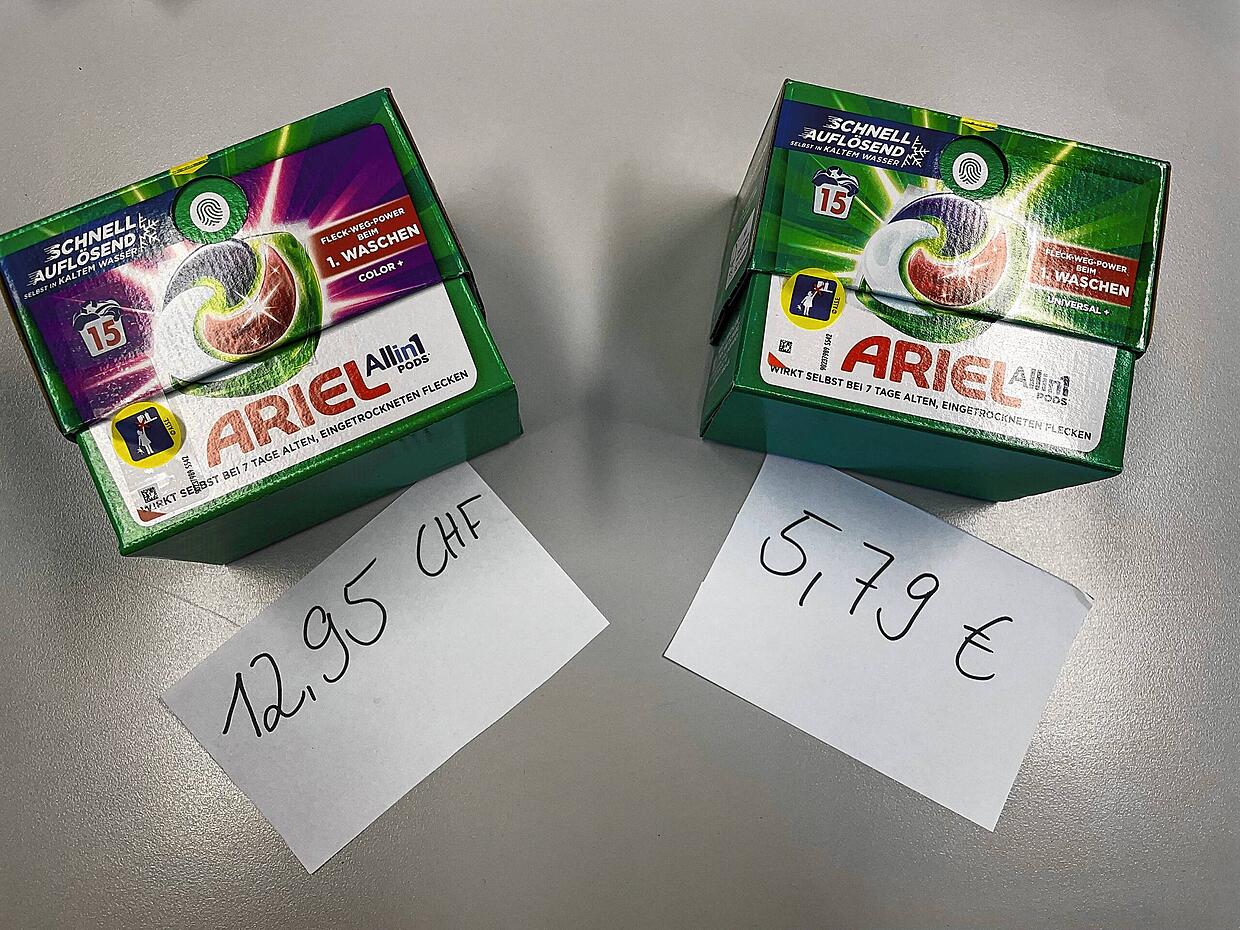 SCHNELL
AUFLÖSEND
SELBST IN KALTEM WASSER
FLECK-WEG-POWER
BEIM
1. WASCHEN
COLOR +
15
ARIEL
Allin1
PODS
WIRKT SELBST BEI 7 TAGE ALTEN, EINGETROCKNETEN FLECKEN
12,95 CHF
SCHNELL
AUFLÖSEND
SELBST IN KALTEM WASSER
15
FLECK-WEG-POWER
BEIM
1. WASCHEN
UNIVERSAL +
ARIEL
Allin1
PODS
WIRKT SELBST BEI 7 TAGE ALTEN, EINGETROCKNETEN FLECKEN
5,79 €